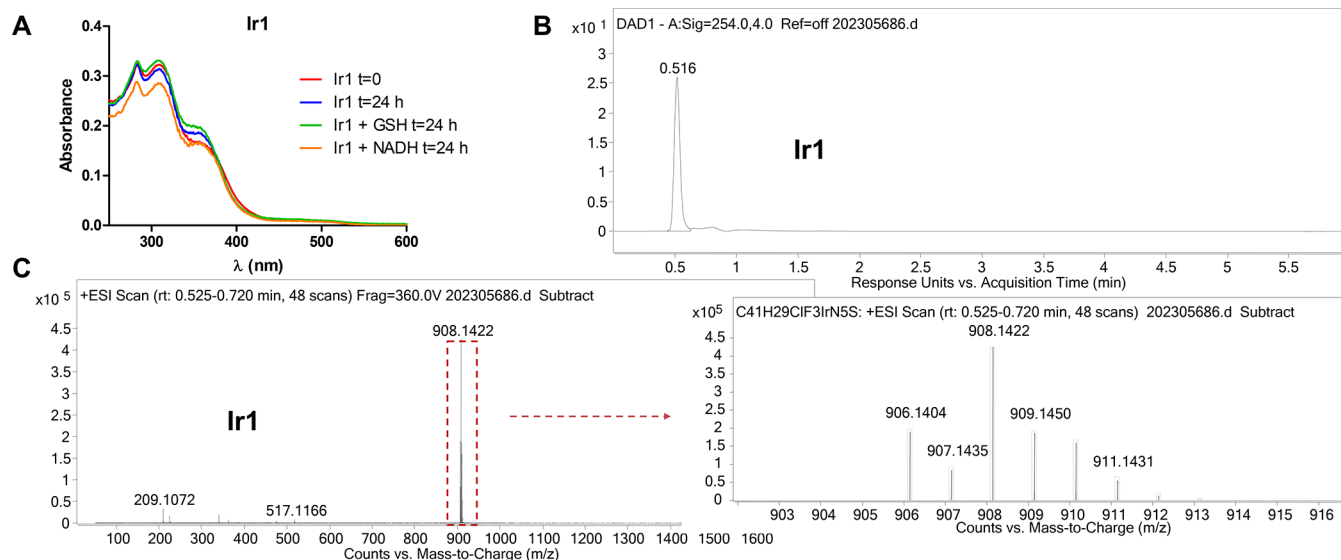 A
Ir1
Absorbance
0.4
0.3
0.2
0.1
0.0
300
400
500
600
λ (nm)
Ir1 t=0
Ir1 t=24 h
Ir1 + GSH t=24 h
Ir1 + NADH t=24 h
B
x10 1
DAD1 - A:Sig=254.0,4.0 Ref=off 202305686.d
3
2.5
2
1.5
1
0.5
0
0.516
Ir1
0.5 1 1.5 2 2.5 3 3.5 4 4.5 5 5.5
Response Units vs. Acquisition Time (min)
C
x10 5
+ESI Scan (rt: 0.525-0.720 min, 48 scans) Frag=360.0V 202305686.d Subtract
4.5
4
3.5
3
2.5
2
1.5
1
0.5
0
908.1422
Ir1
209.1072
517.1166
100 200 300 400 500 600 700 800 900 1000 1100 1200 1300 1400 1500 1600
Counts vs. Mass-to-Charge (m/z)
x10⁵
C41H29ClF3IrN5S: +ESI Scan (rt: 0.525-0.720 min, 48 scans) 202305686.d Subtract
4.5
4
3.5
3
2.5
2
1.5
1
0.5
0
908.1422
906.1404
909.1450
907.1435
911.1431
903 904 905 906 907 908 909 910 911 912 913 914 915 916
Counts vs. Mass-to-Charge (m/z)